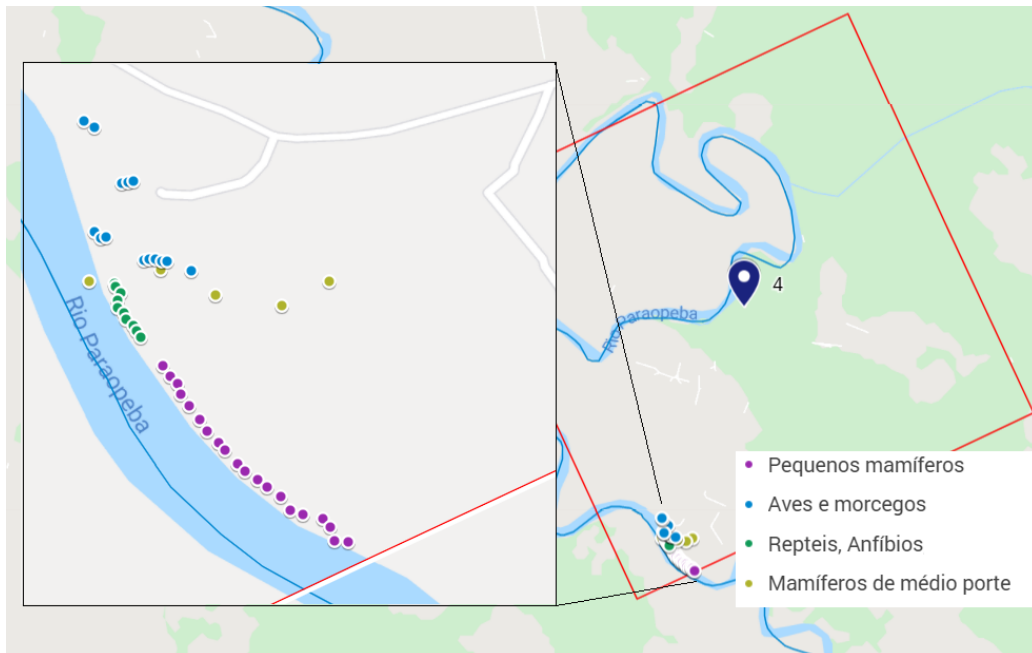 Rio Paraopeba
4
Rio Paraopeba
Pequenos mamíferos
Aves e morcegos
Repteis, Anfíbios
Mamíferos de médio porte